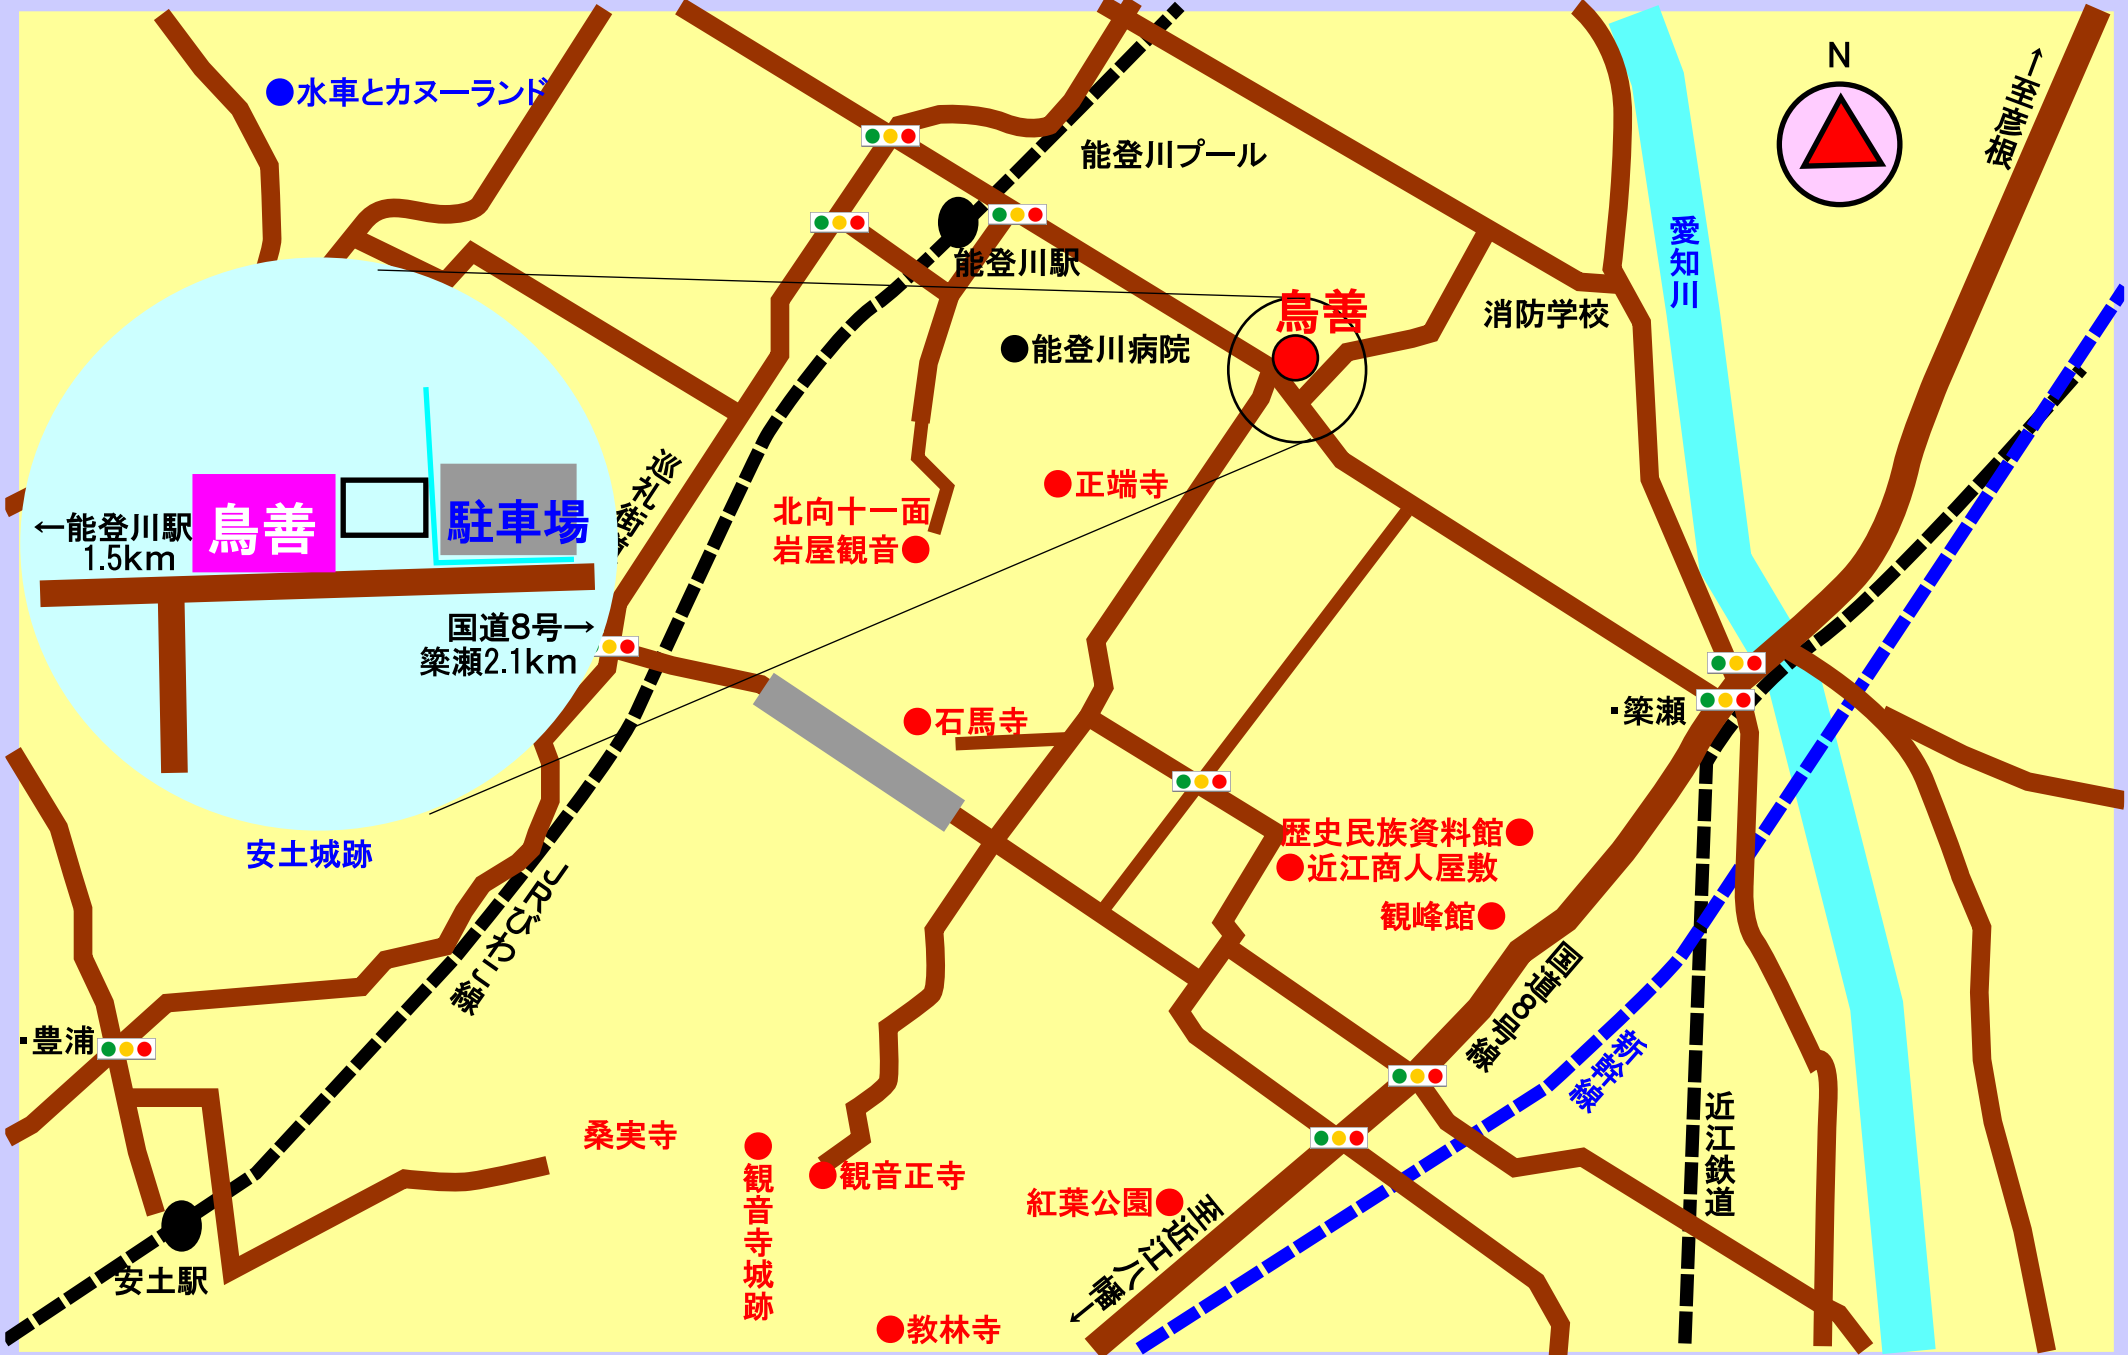 N
●水車とカヌーランド
←至彦根
能登川プール
愛知川
能登川駅
鳥善
消防学校
●能登川病院
巡礼街道
●正端寺
北向十一面
岩屋観音●
←能登川駅
1.5km
鳥善
駐車場
国道8号→
簗瀬2.1km
●石馬寺
・簗瀬
歴史民族資料館●
●近江商人屋敷
観峰館●
安土城跡
JRびわこ線
国道8号線
・豊浦
新幹線
近江鉄道
桑実寺
観音寺城跡
●観音正寺
紅葉公園●
至近江八幡→
安土駅
●教林寺